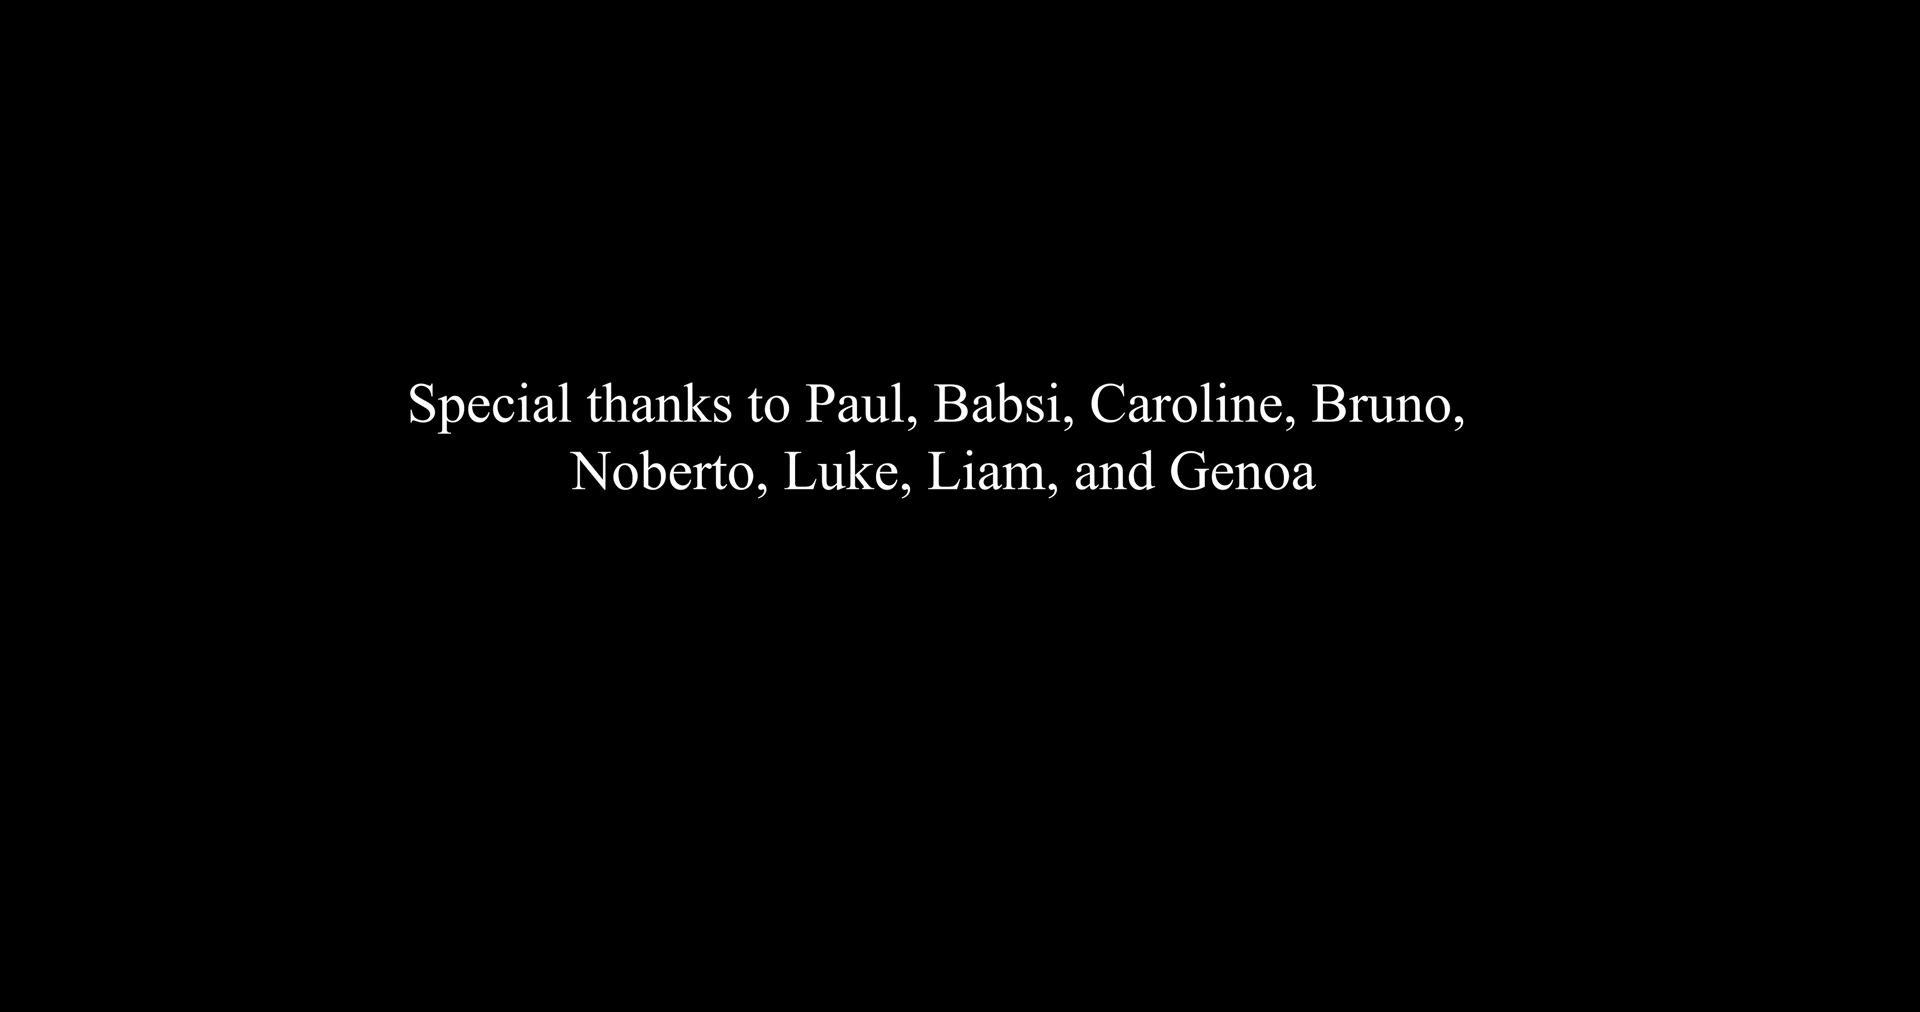 Special thanks to Paul, Babsi, Caroline, Bruno,
Noberto, Luke, Liam, and Genoa